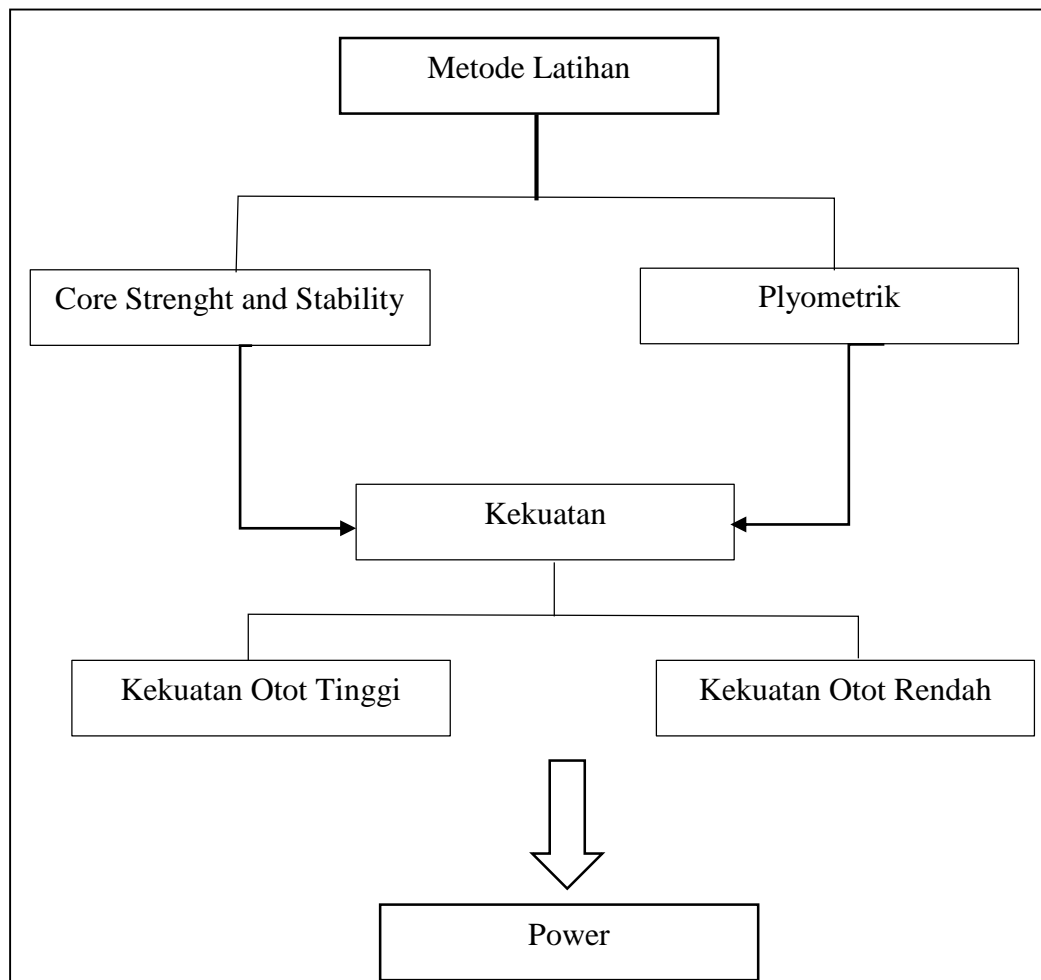 Metode Latihan
Core Strenght and Stability
Plyometrik
Kekuatan
Kekuatan Otot Tinggi
Kekuatan Otot Rendah
Power